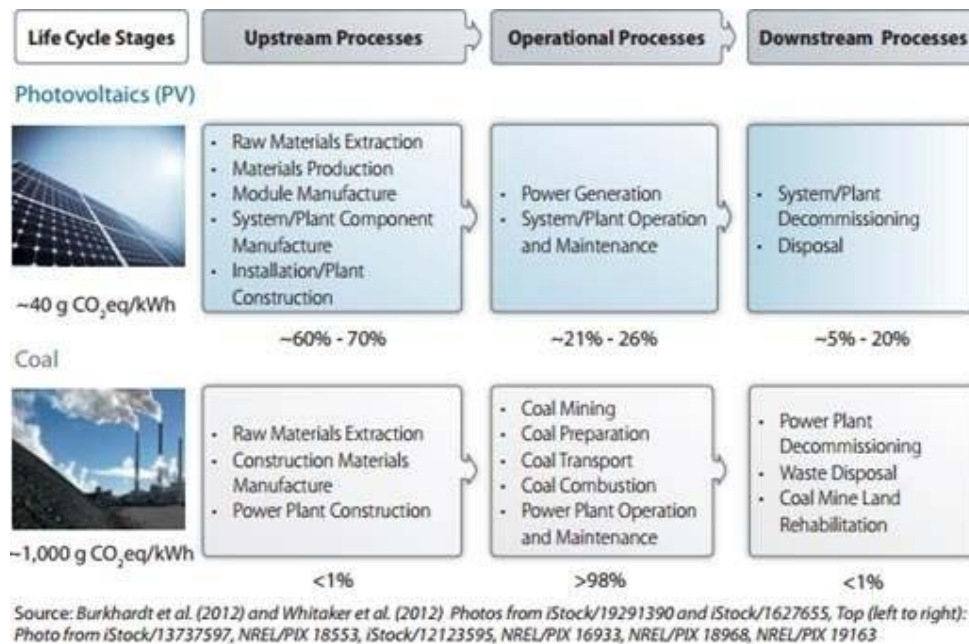 Life Cycle Stages
Upstream Processes
Operational Processes
Downstream Processes
Photovoltaics (PV)
• Raw Materials Extraction
• Materials Production
• Module Manufacture
• System/Plant Component
Manufacture
• Installation/Plant
Construction
• Power Generation
• System/Plant Operation
and Maintenance
• System/Plant
Decommissioning
• Disposal
~40 g CO₂eq/kWh
~60% - 70%
~21% - 26%
~5% - 20%
Coal
• Raw Materials Extraction
• Construction Materials
Manufacture
• Power Plant Construction
• Coal Mining
• Coal Preparation
• Coal Transport
• Coal Combustion
• Power Plant Operation
and Maintenance
• Power Plant
Decommissioning
• Waste Disposal
• Coal Mine Land
Rehabilitation
~1,000 g CO₂eq/kWh
<1%
>98%
<1%
Source: Burkhardt et al. (2012) and Whitaker et al. (2012) Photos from iStock/19291390 and iStock/1627655, Top (left to right):
Photo from iStock/13737597, NREL/PIX 18553, iStock/12123595, NREL/PIX 16933, NREL/PIX 18968, NREL/PIX 19163